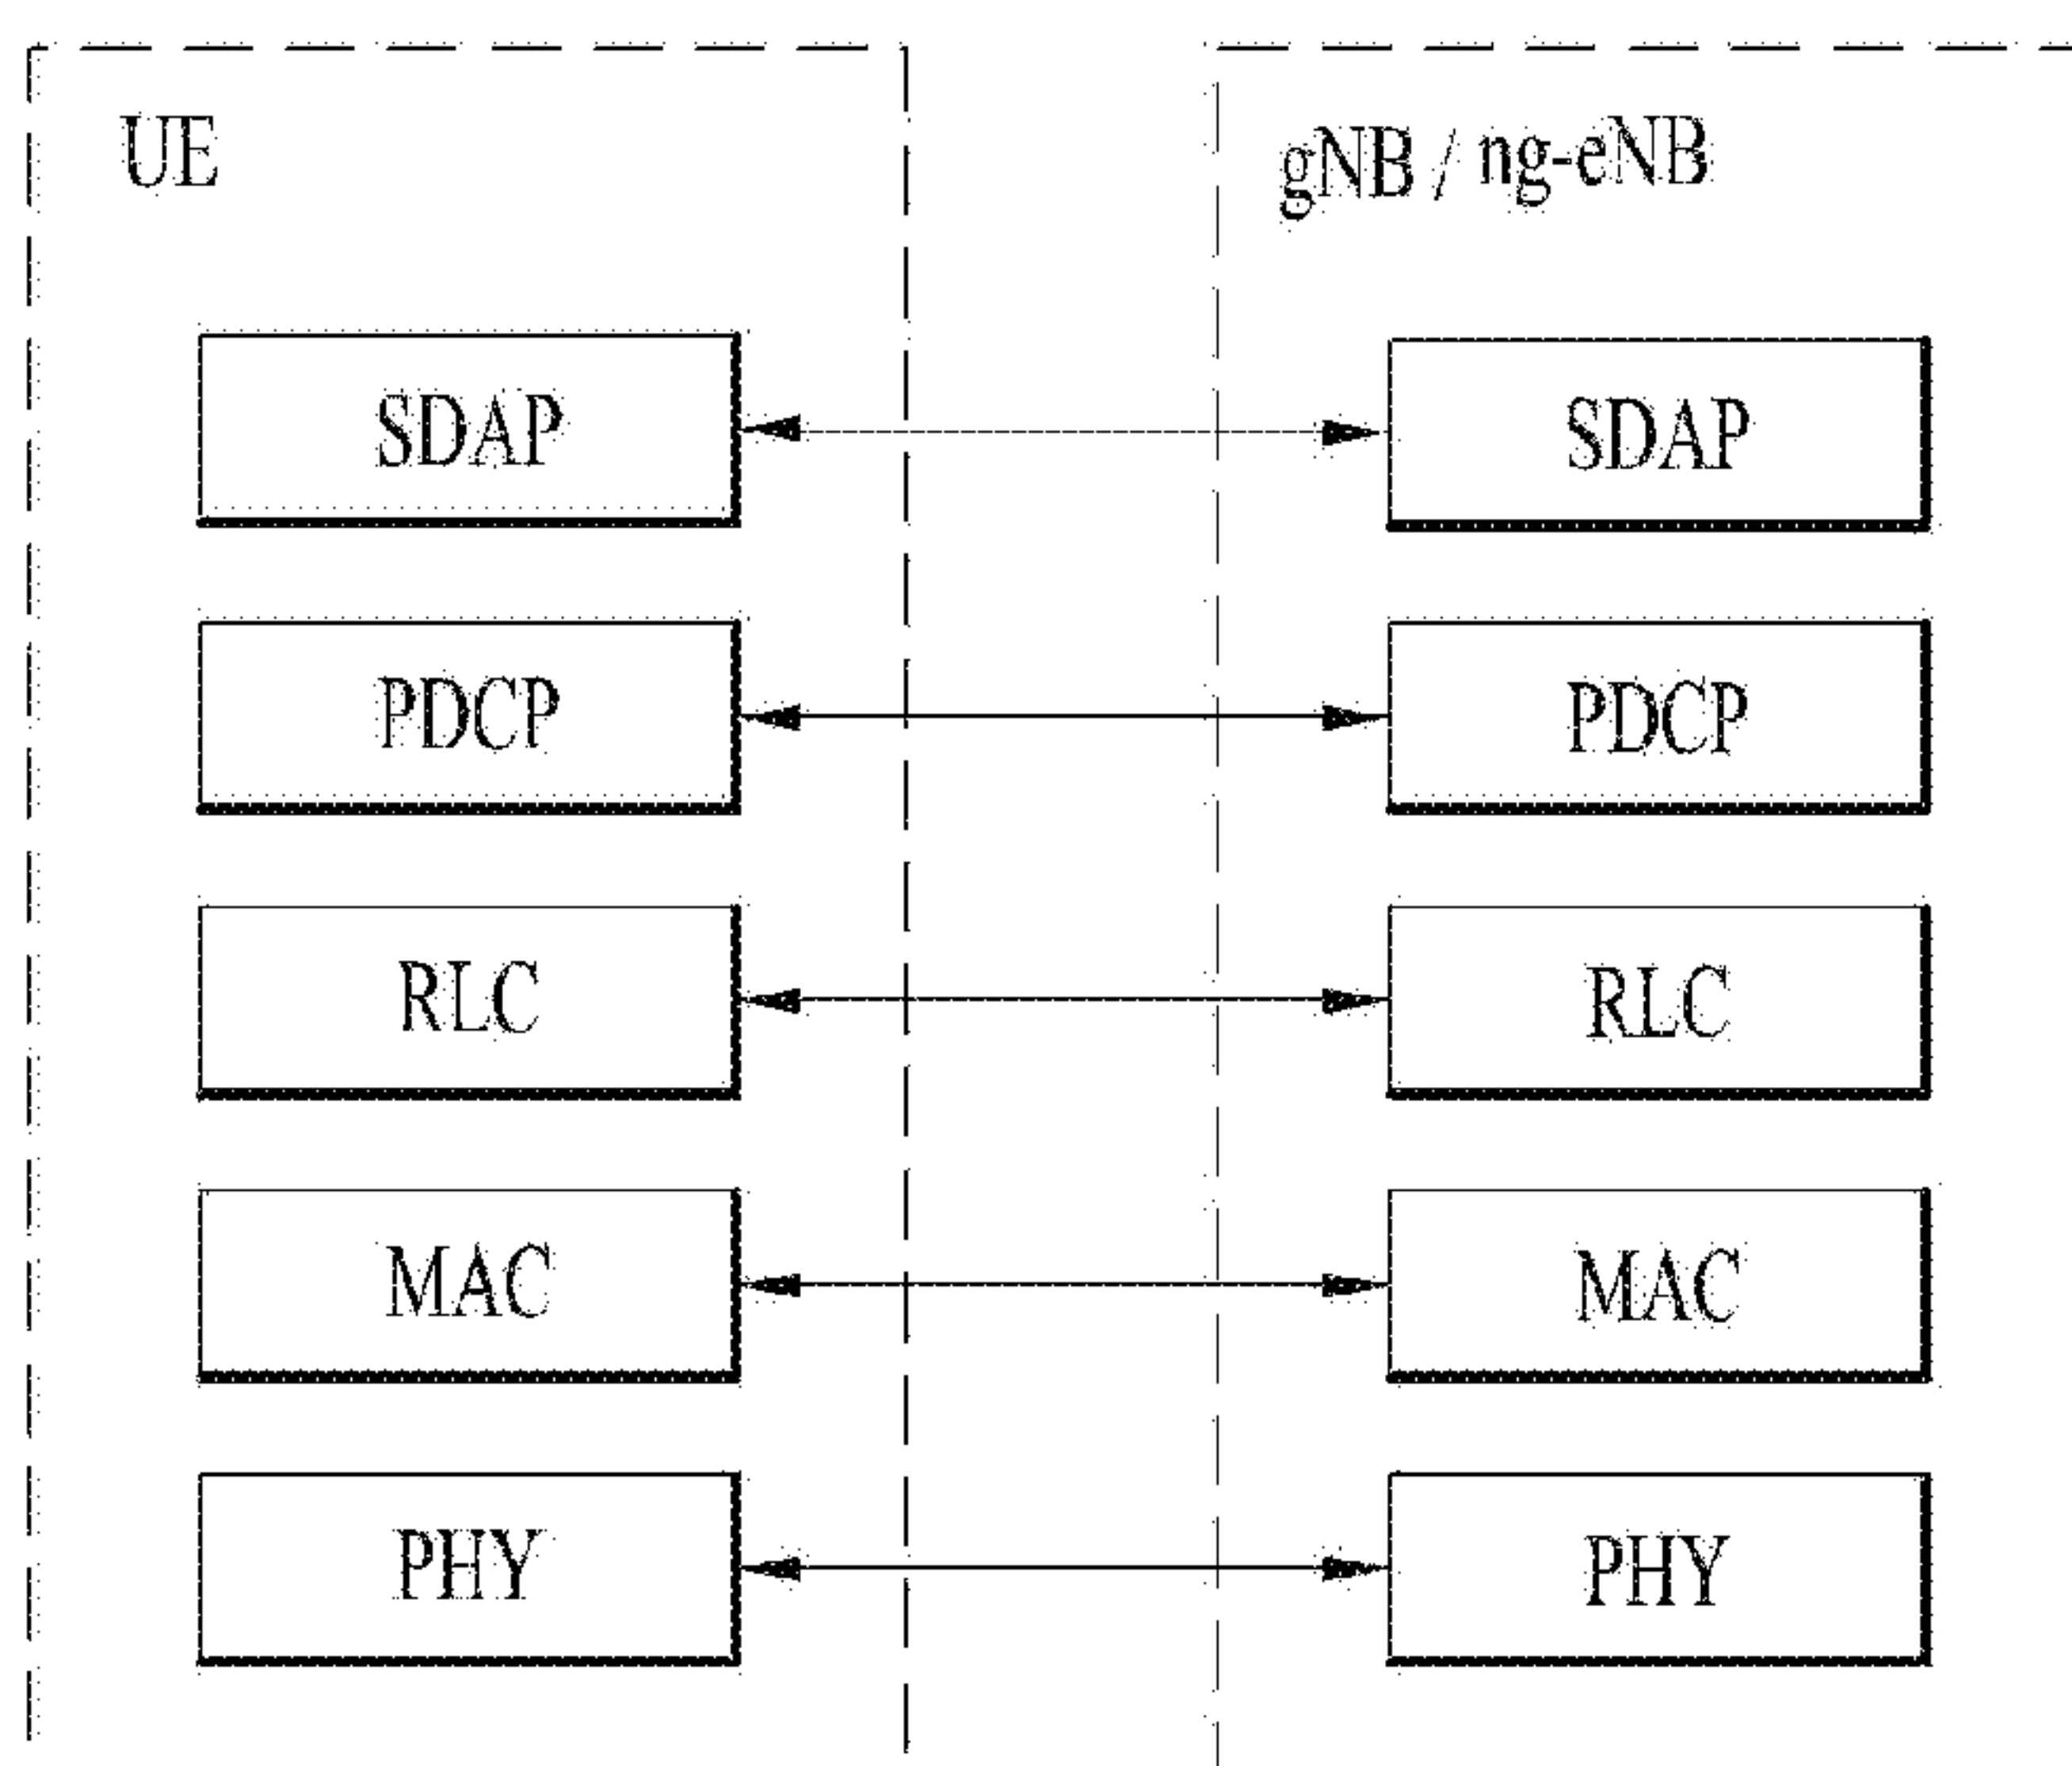 UE
gNB / ng-eNB
SDAP
SDAP
PDCP
PDCP
RLC
RLC
MAC
MAC
PHY
PHY